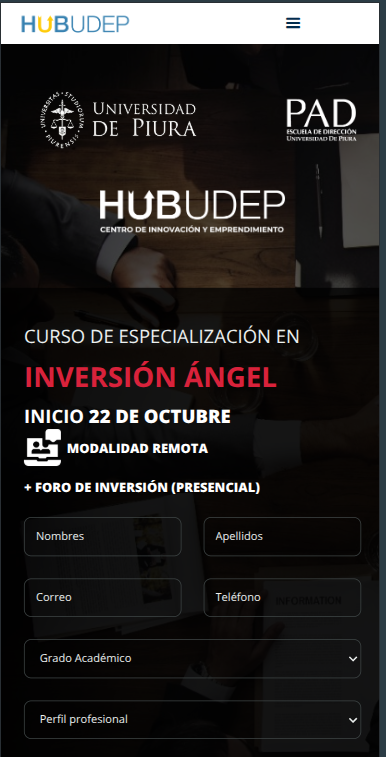 HUBUDEP
UNIVERSITAS · STUDIORUM · PIURENSIS
UNIVERSIDAD
DE PIURA
PAD
ESCUELA DE DIRECCIÓN
UNIVERSIDAD DE PIURA
HUBUDEP
CENTRO DE INNOVACIÓN Y EMPRENDIMIENTO
CURSO DE ESPECIALIZACIÓN EN
INVERSIÓN ÁNGEL
INICIO 22 DE OCTUBRE
MODALIDAD REMOTA
+ FORO DE INVERSIÓN (PRESENCIAL)
Nombres
Apellidos
Correo
Teléfono
INFORMATION
Grado Académico
Perfil profesional